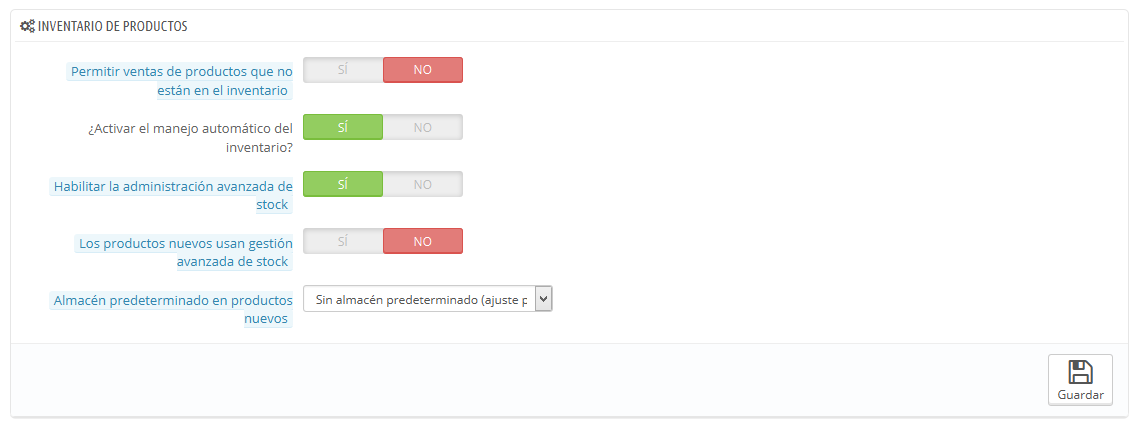 INVENTARIO DE PRODUCTOS
Permitir ventas de productos que no
están en el inventario
SÍ NO
¿Activar el manejo automático del
inventario?
SÍ NO
Habilitar la administración avanzada de
stock
SÍ NO
Los productos nuevos usan gestión
avanzada de stock
SÍ NO
Almacén predeterminado en productos
nuevos
Sin almacén predeterminado (ajuste p
Guardar